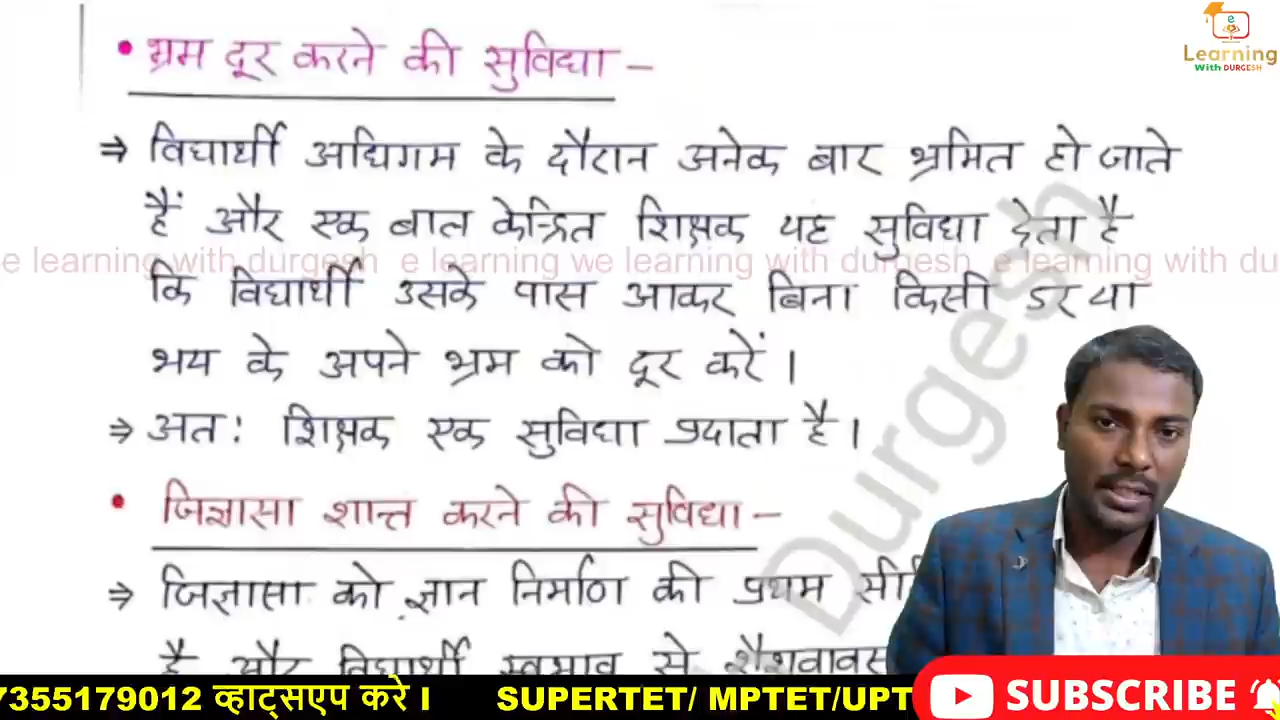 e
Learning
With DURGESH
• भ्रम दूर करने की सुविधा –
⇒ विद्यार्थी अधिगम के दौरान अनेक बार भ्रमित हो जाते
हैं और एक बाल केन्द्रित शिक्षक यह सुविधा देता है
e learning with durgesh e learning we learning with durgesh e learning with du
कि विद्यार्थी उसके पास आकर बिना किसी डर या
भय के अपने भ्रम को दूर करें।
⇒ अतः शिक्षक एक सुविधा प्रदाता है।
• जिज्ञासा शान्त करने की सुविधा –
⇒ जिज्ञासा को ज्ञान निर्माण की प्रथम
है और विद्यार्थी स्वभाव से
Durgesh
7355179012 व्हाट्सएप करे I SUPERTET/ MPTET/UPT
SUBSCRIBE